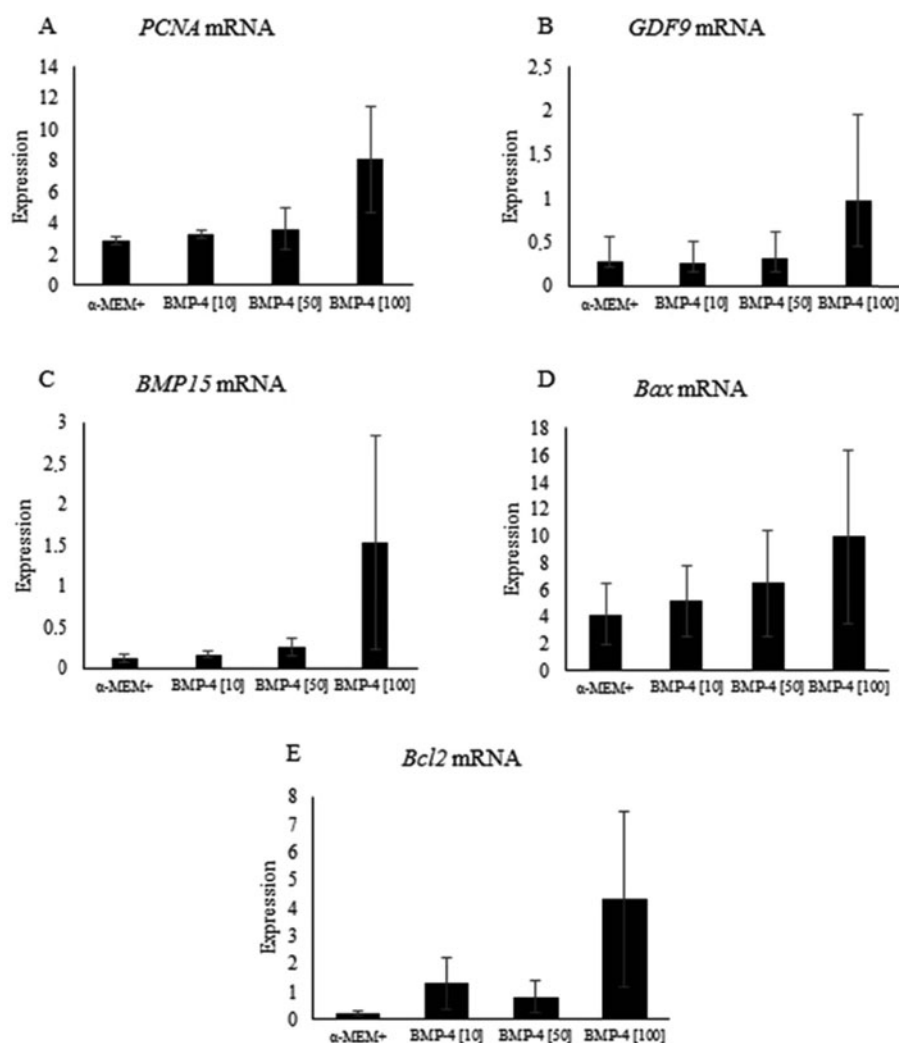 A
PCNA mRNA
14
12
10
8
6
4
2
0
Expression
α-MEM+ BMP-4 [10] BMP-4 [50] BMP-4 [100]
B
GDF9 mRNA
2,5
2
1,5
1
0,5
0
Expression
α-MEM+ BMP-4 [10] BMP-4 [50] BMP-4 [100]
C
BMP15 mRNA
3
2,5
2
1,5
1
0,5
0
Expression
α-MEM+ BMP-4 [10] BMP-4 [50] BMP-4 [100]
D
Bax mRNA
18
16
14
12
10
8
6
4
2
0
Expression
α-MEM+ BMP-4 [10] BMP-4 [50] BMP-4 [100]
E
Bcl2 mRNA
8
7
6
5
4
3
2
1
0
Expression
α-MEM+ BMP-4 [10] BMP-4 [50] BMP-4 [100]